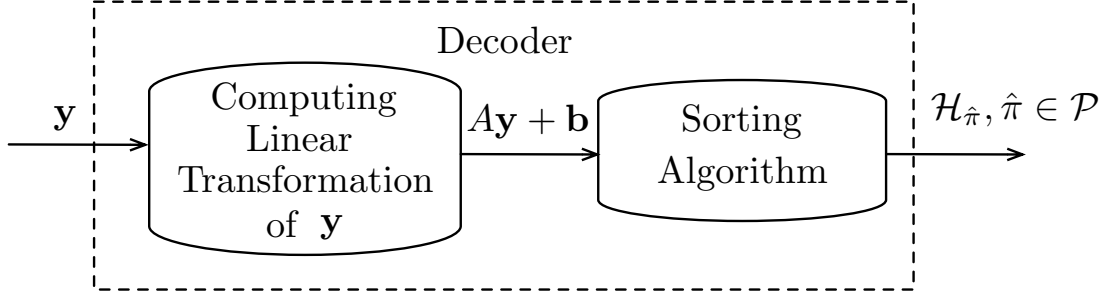 Decoder
y
Computing
Linear
Transformation
of y
Ay + b
Sorting
Algorithm
ℋ_π̂, π̂ ∈ 𝒫